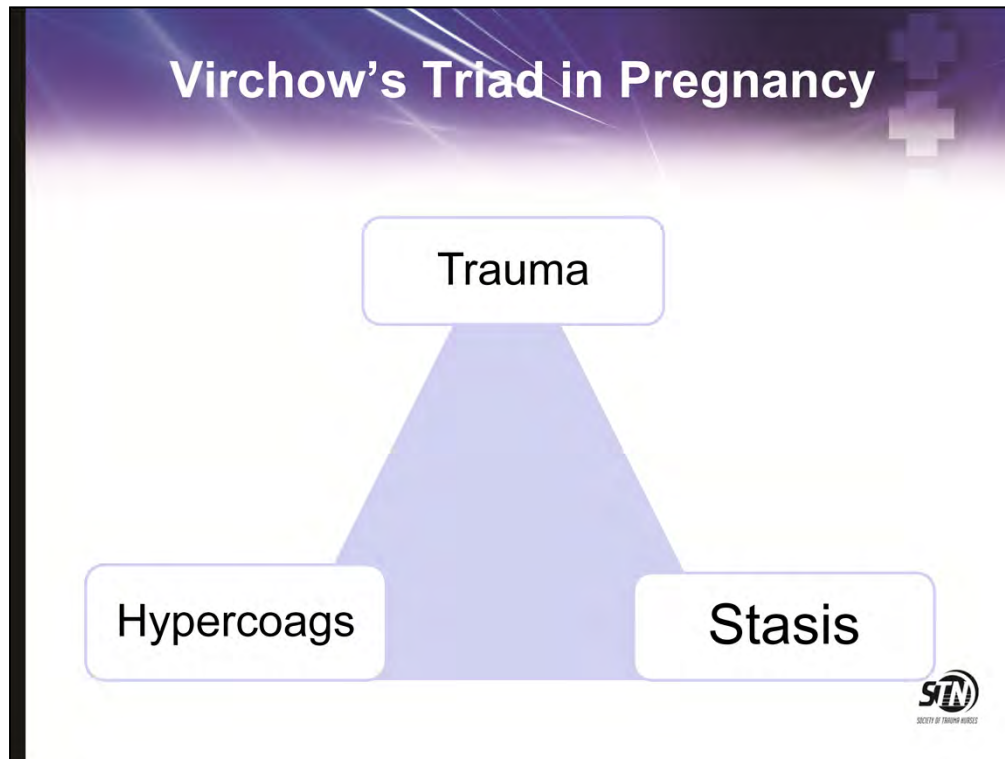 Virchow's Triad in Pregnancy
Trauma
Hypercoags
Stasis
STN
SOCIETY OF TRAUMA NURSES